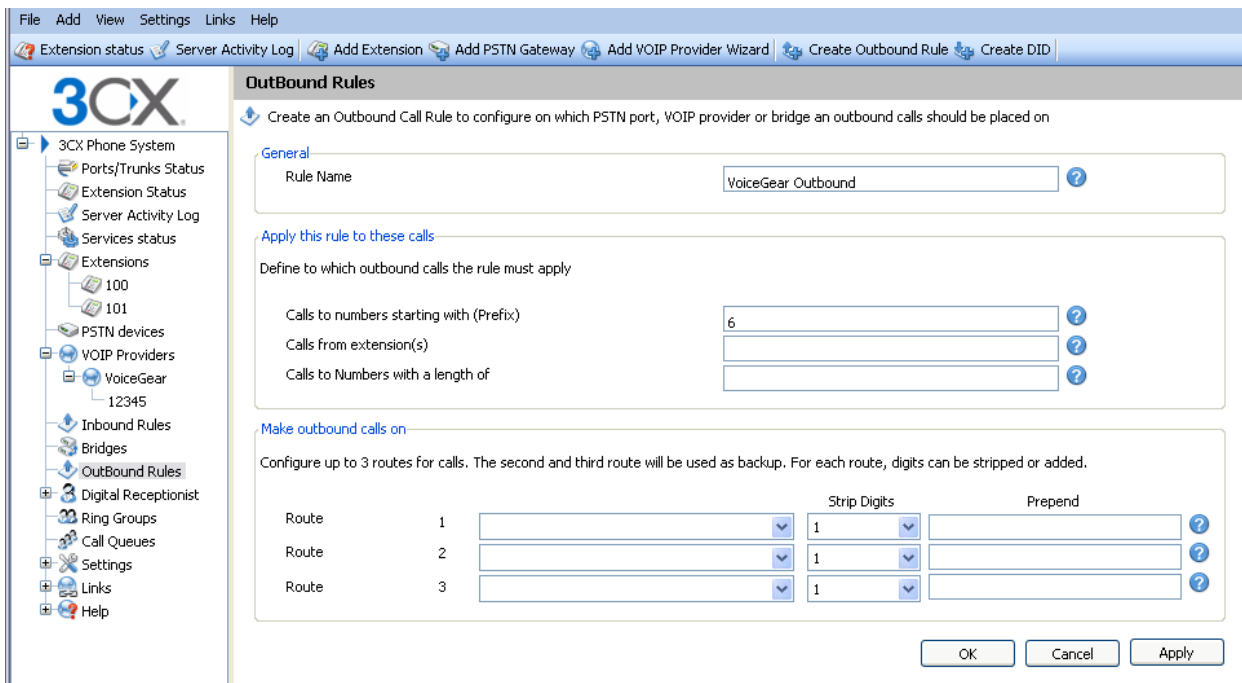 File Add View Settings Links Help
Extension status Server Activity Log Add Extension Add PSTN Gateway Add VOIP Provider Wizard Create Outbound Rule Create DID
3CX.
3CX Phone System
Ports/Trunks Status
Extension Status
Server Activity Log
Services status
Extensions
100
101
PSTN devices
VOIP Providers
VoiceGear
12345
Inbound Rules
Bridges
OutBound Rules
Digital Receptionist
Ring Groups
Call Queues
Settings
Links
Help
OutBound Rules
Create an Outbound Call Rule to configure on which PSTN port, VOIP provider or bridge an outbound calls should be placed on
General
Rule Name VoiceGear Outbound
Apply this rule to these calls
Define to which outbound calls the rule must apply
Calls to numbers starting with (Prefix) 6
Calls from extension(s)
Calls to Numbers with a length of
Make outbound calls on
Configure up to 3 routes for calls. The second and third route will be used as backup. For each route, digits can be stripped or added.
Strip Digits Prepend
Route 1 1
Route 2 1
Route 3 1
OK Cancel Apply